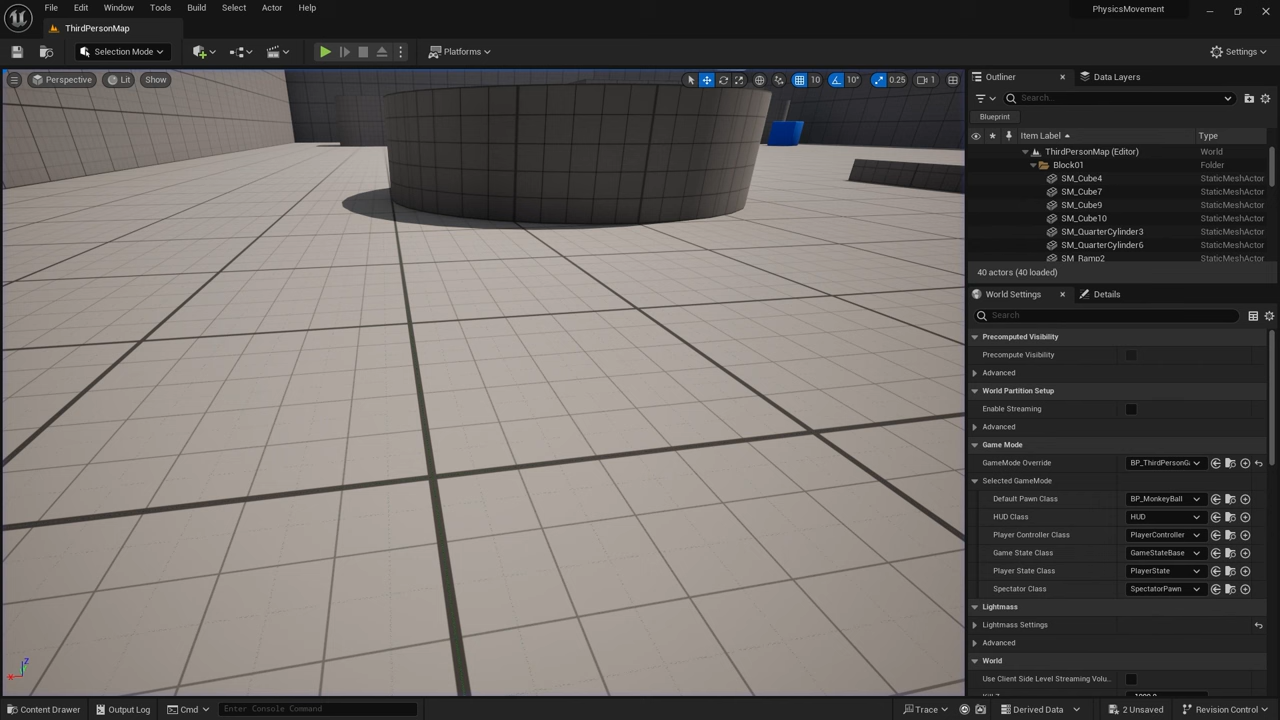 File Edit Window Tools Build Select Actor Help PhysicsMovement
ThirdPersonMap
Selection Mode Platforms Settings
Perspective Lit Show 10 10° 0.25 1
Outliner Data Layers
Search...
Blueprint
Item Label Type
ThirdPersonMap (Editor) World
Block01 Folder
SM_Cube4 StaticMeshActor
SM_Cube7 StaticMeshActor
SM_Cube9 StaticMeshActor
SM_Cube10 StaticMeshActor
SM_QuarterCylinder3 StaticMeshActor
SM_QuarterCylinder6 StaticMeshActor
SM_Ramp2 StaticMeshActor
40 actors (40 loaded)
World Settings Details
Search
Precomputed Visibility
Precompute Visibility
Advanced
World Partition Setup
Enable Streaming
Advanced
Game Mode
GameMode Override BP_ThirdPersonG
Selected GameMode
Default Pawn Class BP_MonkeyBall
HUD Class HUD
Player Controller Class PlayerController
Game State Class GameStateBase
Player State Class PlayerState
Spectator Class SpectatorPawn
Lightmass
Lightmass Settings
Advanced
World
Use Client Side Level Streaming Volu...
Z
Content Drawer Output Log Cmd Enter Console Command Trace Derived Data 2 Unsaved Revision Control